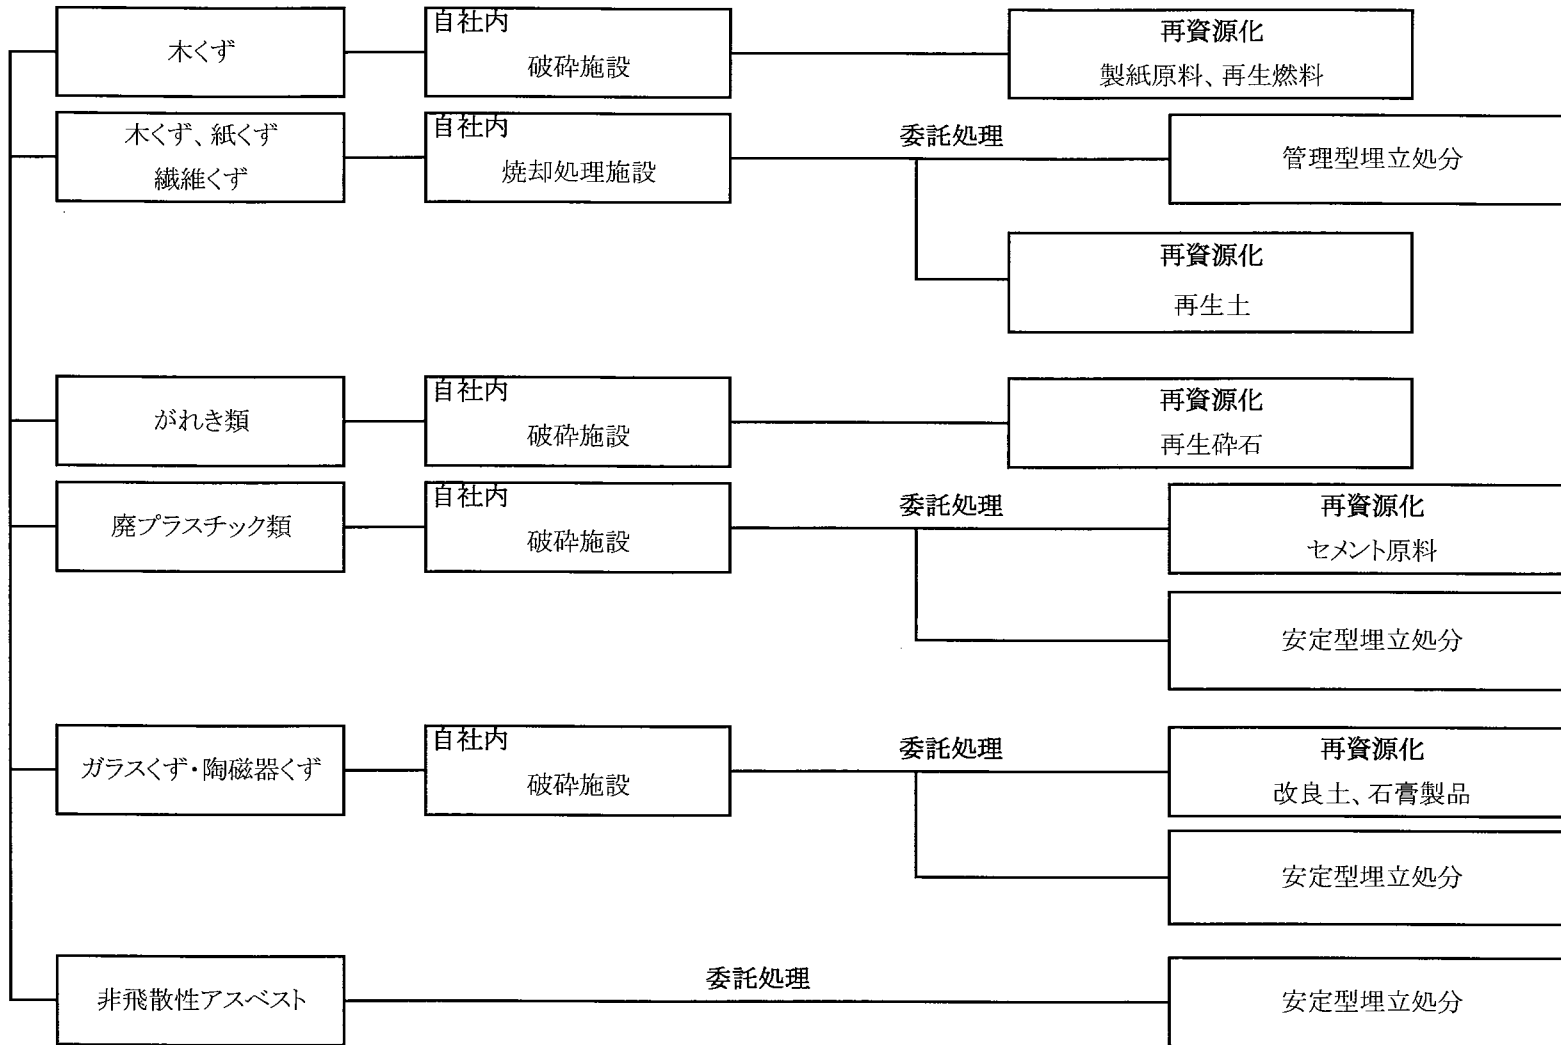 木くず
自社内
破砕施設
再資源化
製紙原料、再生燃料
木くず、紙くず
繊維くず
自社内
焼却処理施設
委託処理
管理型埋立処分
再資源化
再生土
がれき類
自社内
破砕施設
再資源化
再生砕石
廃プラスチック類
自社内
破砕施設
委託処理
再資源化
セメント原料
安定型埋立処分
ガラスくず・陶磁器くず
自社内
破砕施設
委託処理
再資源化
改良土、石膏製品
安定型埋立処分
非飛散性アスベスト
委託処理
安定型埋立処分